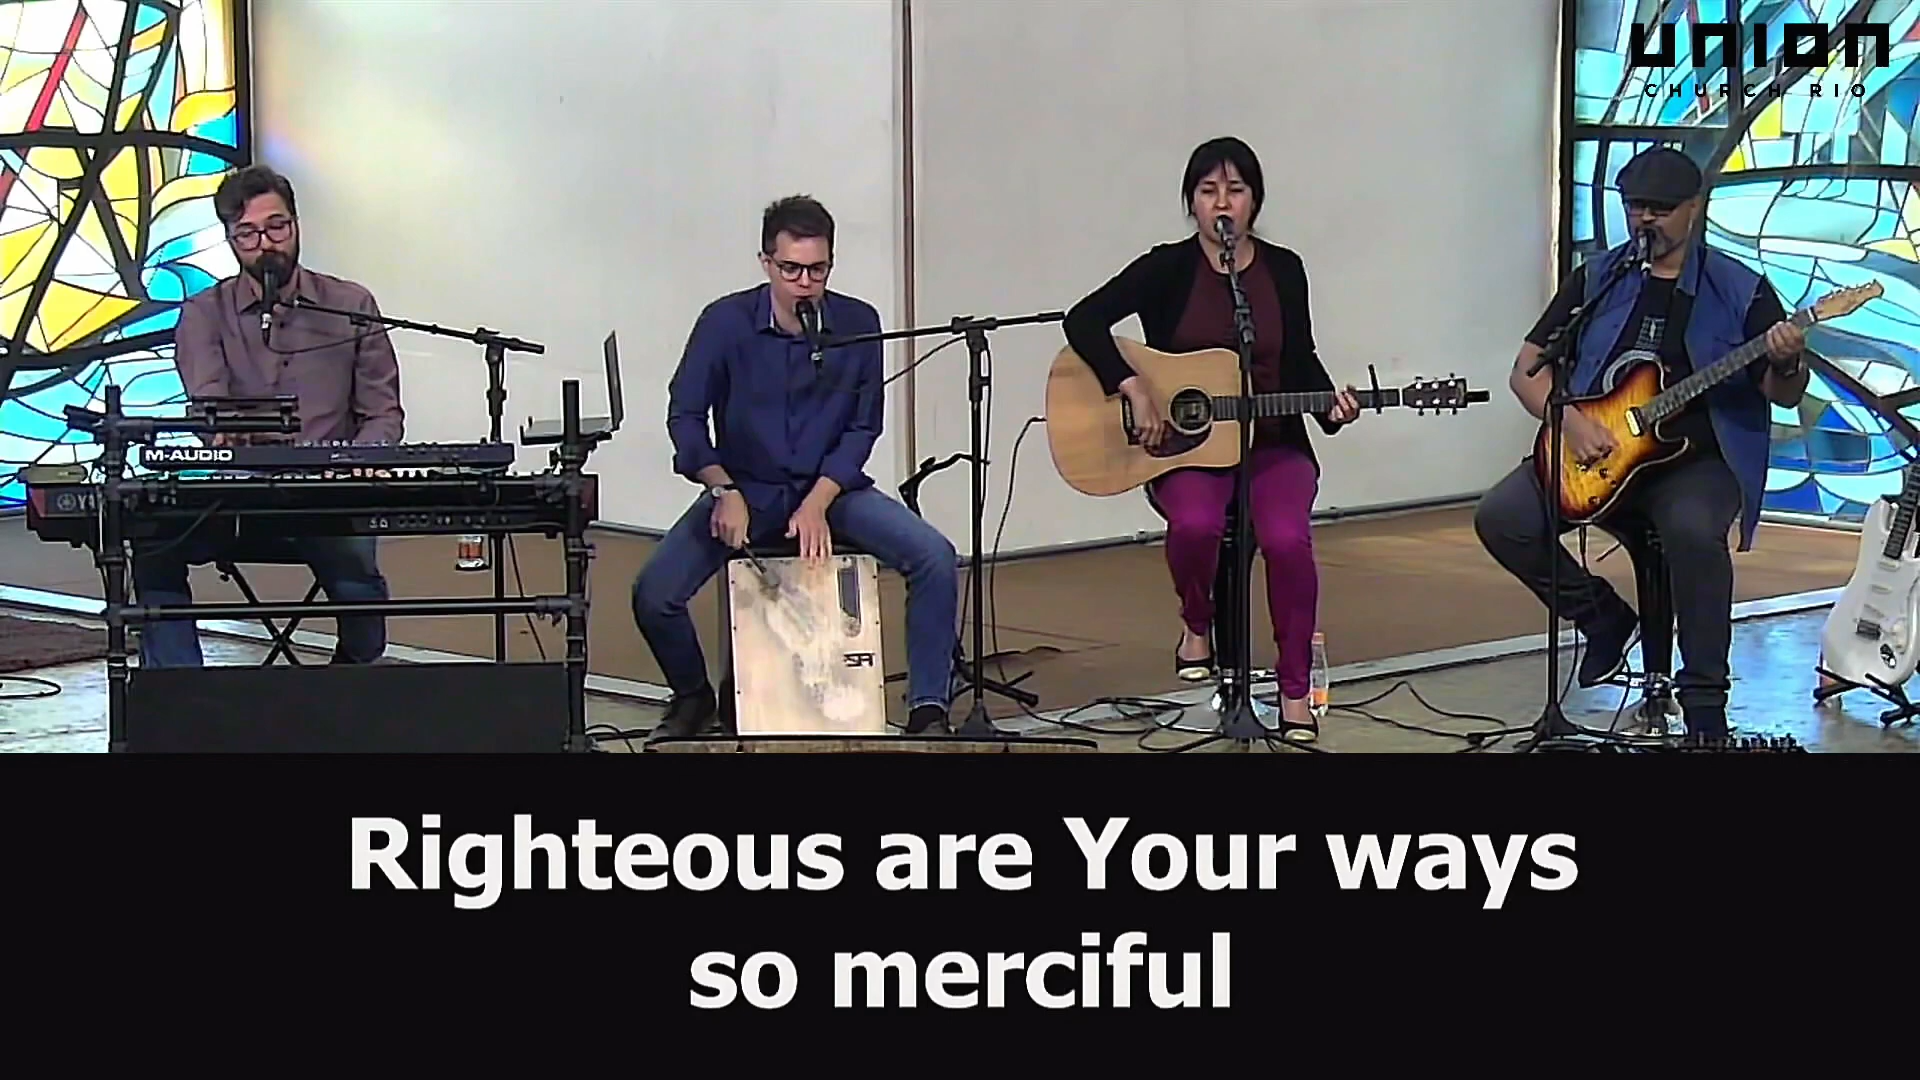 UNION
CHURCH RIO
M-AUDIO
Righteous are Your ways
so merciful